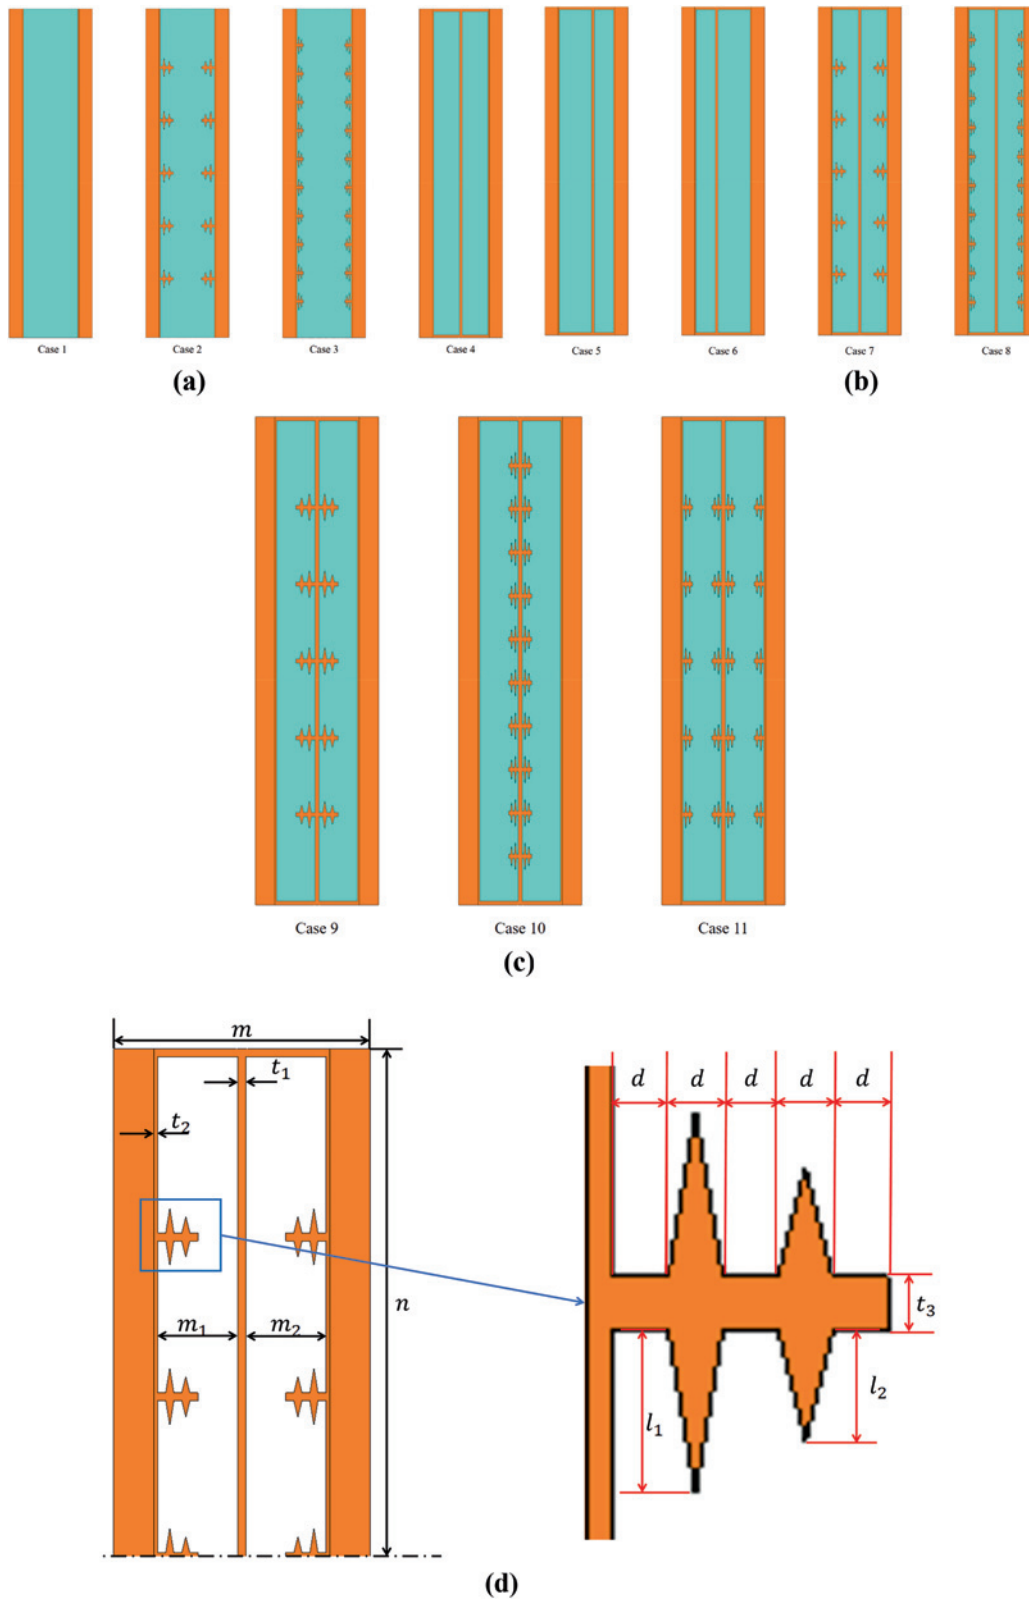 Case 1
Case 2
Case 3
Case 4
Case 5
Case 6
Case 7
Case 8
(a)
(b)
Case 9
Case 10
Case 11
(c)
m
t₁
t₂
n
m₁
m₂
d
d
d
d
d
t₃
l₁
l₂
(d)